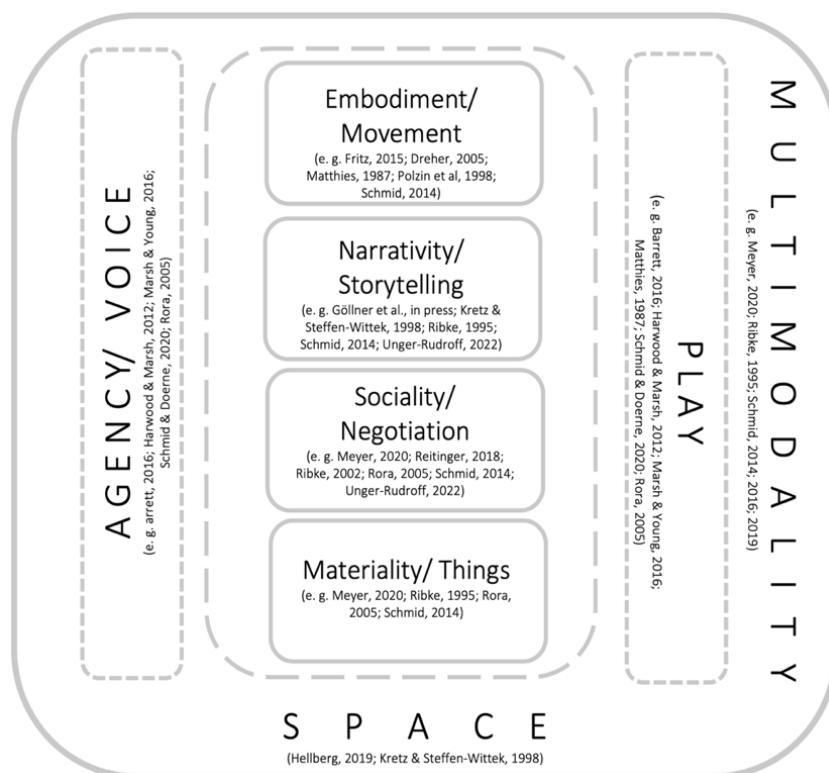 AGENCY/ VOICE
(e. g. arrett, 2016; Harwood & Marsh, 2012; Marsh & Young, 2016;
Schmid & Doerne, 2020; Rora, 2005)
Embodiment/
Movement
(e. g. Fritz, 2015; Dreher, 2005;
Matthies, 1987; Polzin et al, 1998;
Schmid, 2014)
Narrativity/
Storytelling
(e. g. Göllner et al., in press; Kretz &
Steffen-Wittek, 1998; Ribke, 1995;
Schmid, 2014; Unger-Rudroff, 2022)
Sociality/
Negotiation
(e. g. Meyer, 2020; Reitinger, 2018;
Ribke, 2002; Rora, 2005; Schmid, 2014;
Unger-Rudroff, 2022)
Materiality/ Things
(e. g. Meyer, 2020; Ribke, 1995; Rora,
2005; Schmid, 2014)
PLAY
(e. g. Barrett, 2016; Harwood & Marsh, 2012; Marsh & Young, 2016;
Matthies, 1987; Schmid & Doerne, 2020; Rora, 2005)
MULTIMODALITY
(e. g. Meyer, 2020; Ribke, 1995; Schmid, 2014; 2016; 2019)
SPACE
(Hellberg, 2019; Kretz & Steffen-Wittek, 1998)